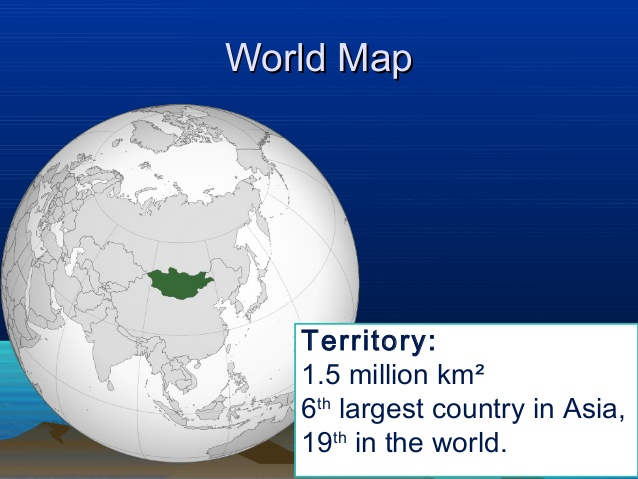 World Map
Territory:
1.5 million km²
6th largest country in Asia,
19th in the world.